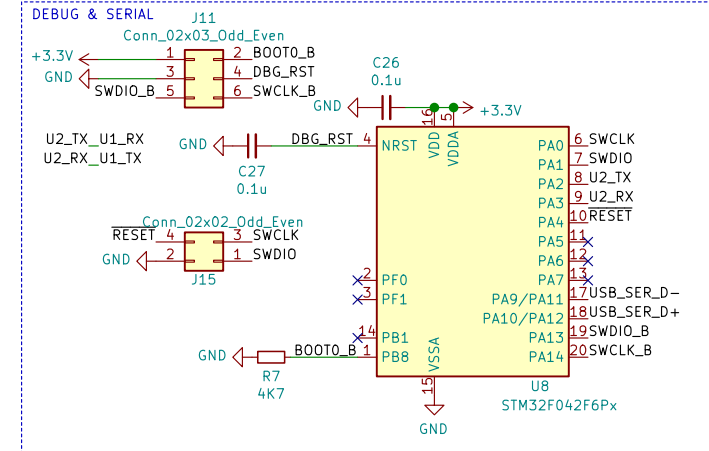 DEBUG & SERIAL
J11
Conn_02x03_Odd_Even
+3.3V 1 2 BOOT0_B
GND 3 4 DBG_RST
SWDIO_B 5 6 SWCLK_B
C26
0.1u
GND +3.3V
16 5
VDD VDDA
U2_TX U1_RX
U2_RX U1_TX
GND DBG_RST 4 NRST
C27
0.1u
Conn_02x02_Odd_Even
RESET 4 3 SWCLK
GND 2 1 SWDIO
J15
PA0 6 SWCLK
PA1 7 SWDIO
PA2 8 U2_TX
PA3 9 U2_RX
PA4 10 RESET
PA5 11
PA6 12
PA7 13
2 PF0
3 PF1
PA9/PA11 17 USB_SER_D-
PA10/PA12 18 USB_SER_D+
14 PB1
PA13 19 SWDIO_B
GND BOOT0_B 1 PB8
PA14 20 SWCLK_B
R7
4K7
VSSA
15
U8
STM32F042F6Px
GND